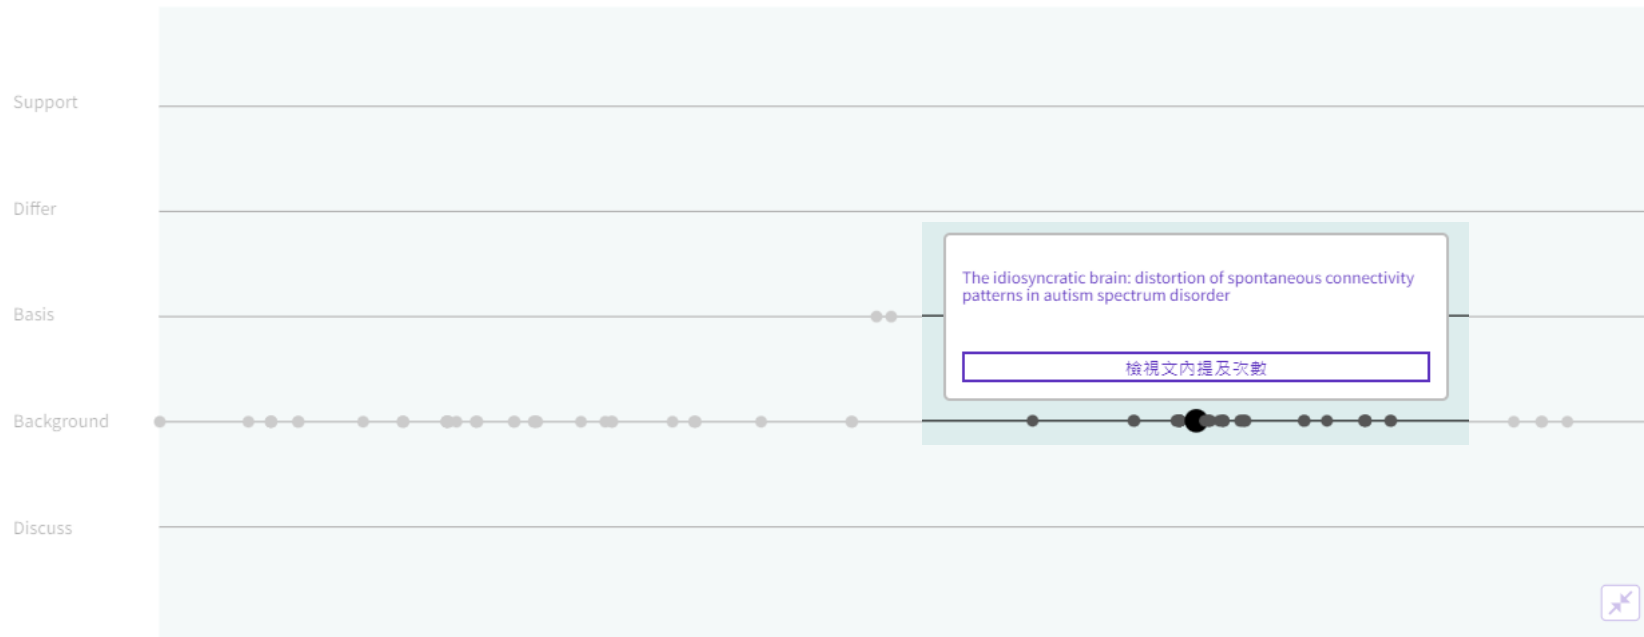 Support
Differ
The idiosyncratic brain: distortion of spontaneous connectivity
patterns in autism spectrum disorder
Basis
檢視文內提及次數
Background
Discuss